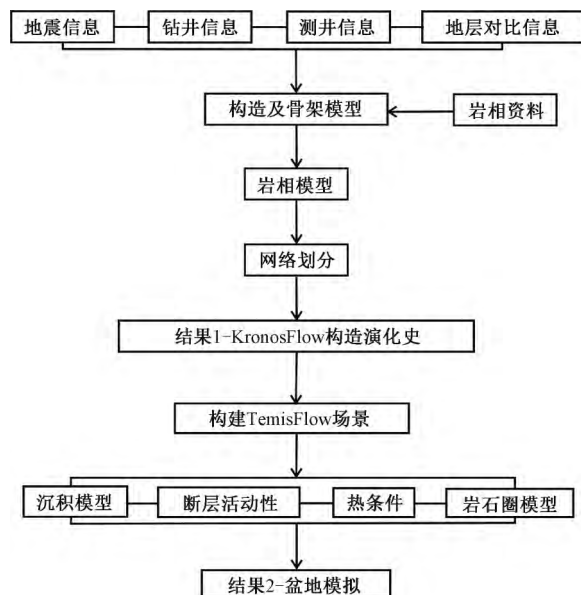 地震信息 钻井信息 测井信息 地层对比信息
构造及骨架模型 岩相资料
岩相模型
网络划分
结果1-KronosFlow构造演化史
构建TemisFlow场景
沉积模型 断层活动性 热条件 岩石圈模型
结果2-盆地模拟